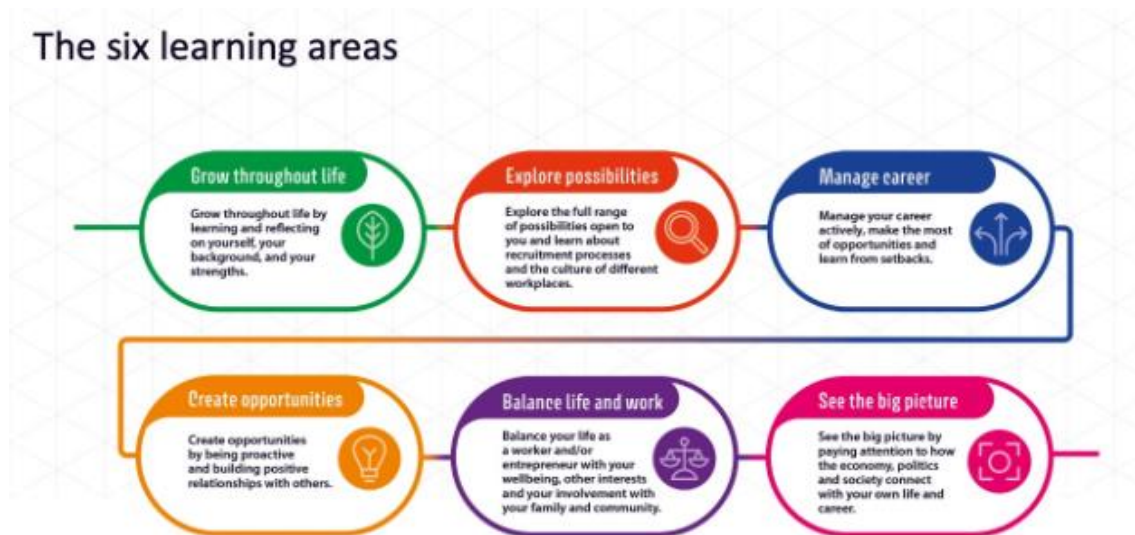 The six learning areas
Grow throughout life
Grow throughout life by
learning and reflecting
on yourself, your
background, and your
strengths.
Explore possibilities
Explore the full range
of possibilities open to
you and learn about
recruitment processes
and the culture of different
workplaces.
Manage career
Manage your career
actively, make the most
of opportunities and
learn from setbacks.
Create opportunities
Create opportunities
by being proactive
and building positive
relationships with others.
Balance life and work
Balance your life as
a worker and/or
entrepreneur with your
wellbeing, other interests
and your involvement with
your family and community.
See the big picture
See the big picture by
paying attention to how
the economy, politics
and society connect
with your own life and
career.